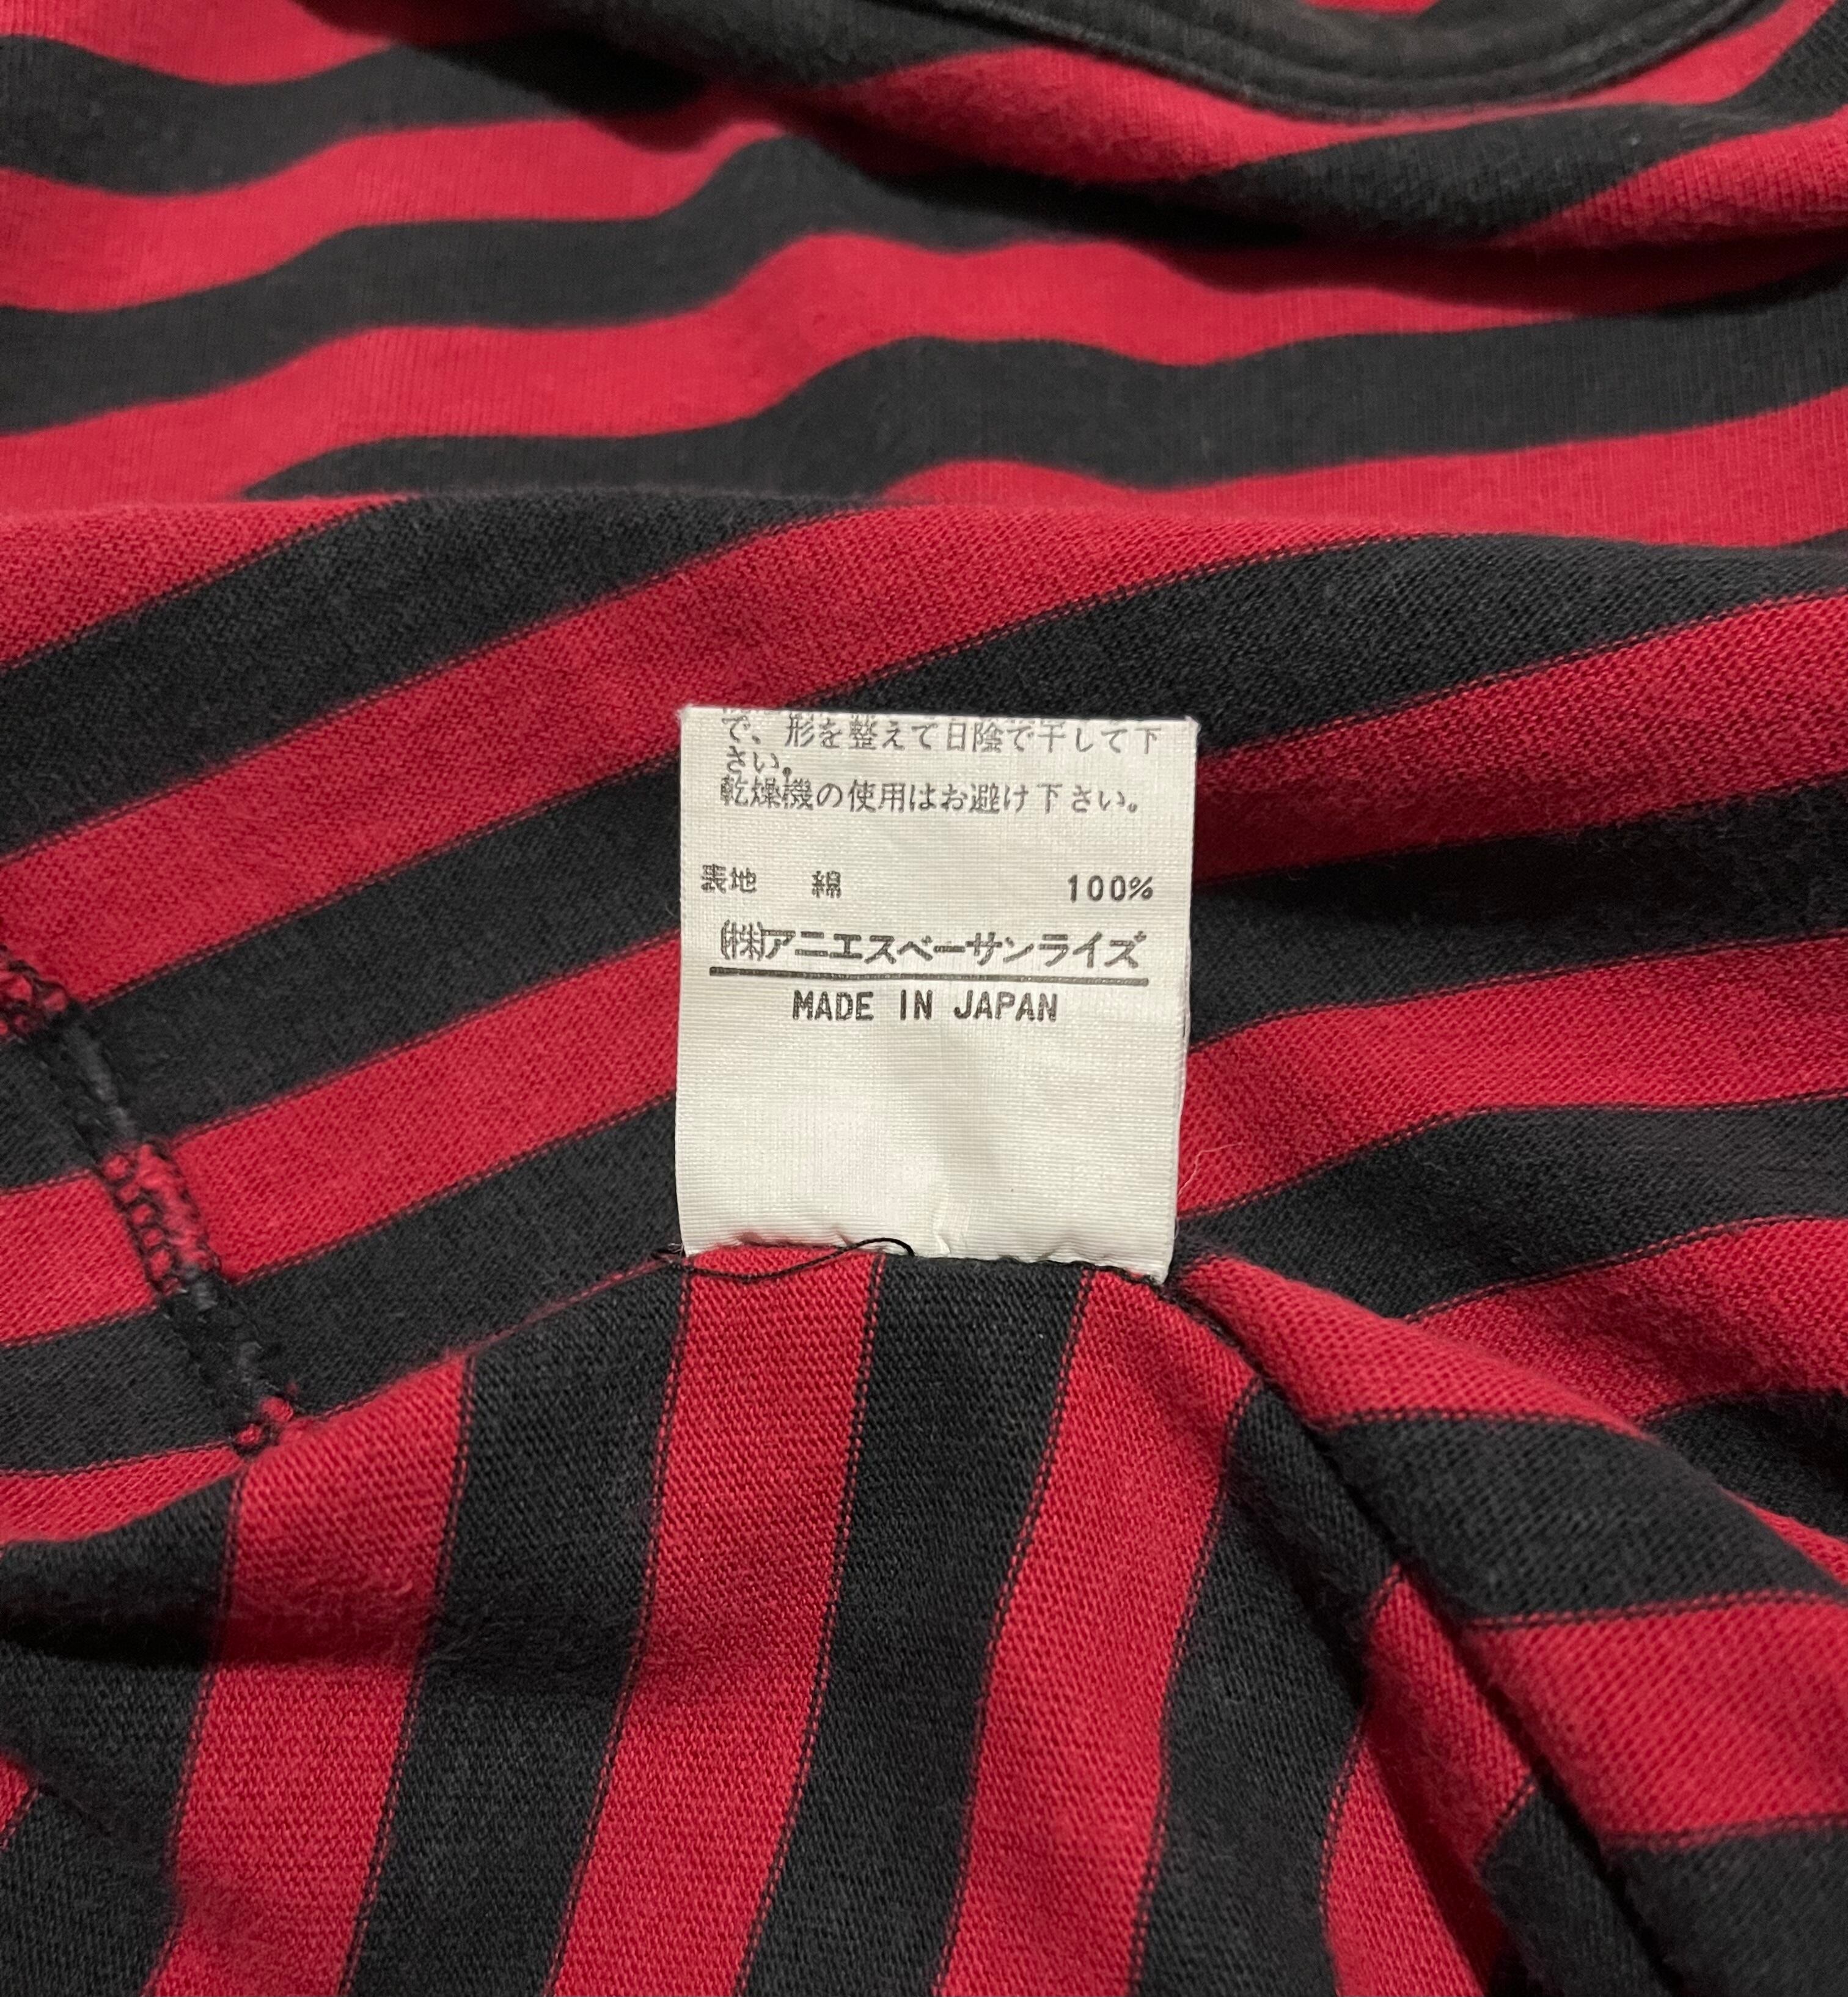 で、形を整えて日陰で干して下
さい。
乾燥機の使用はお避け下さい。
表地 綿 100%
(株)アニエスベーサンライズ
MADE IN JAPAN